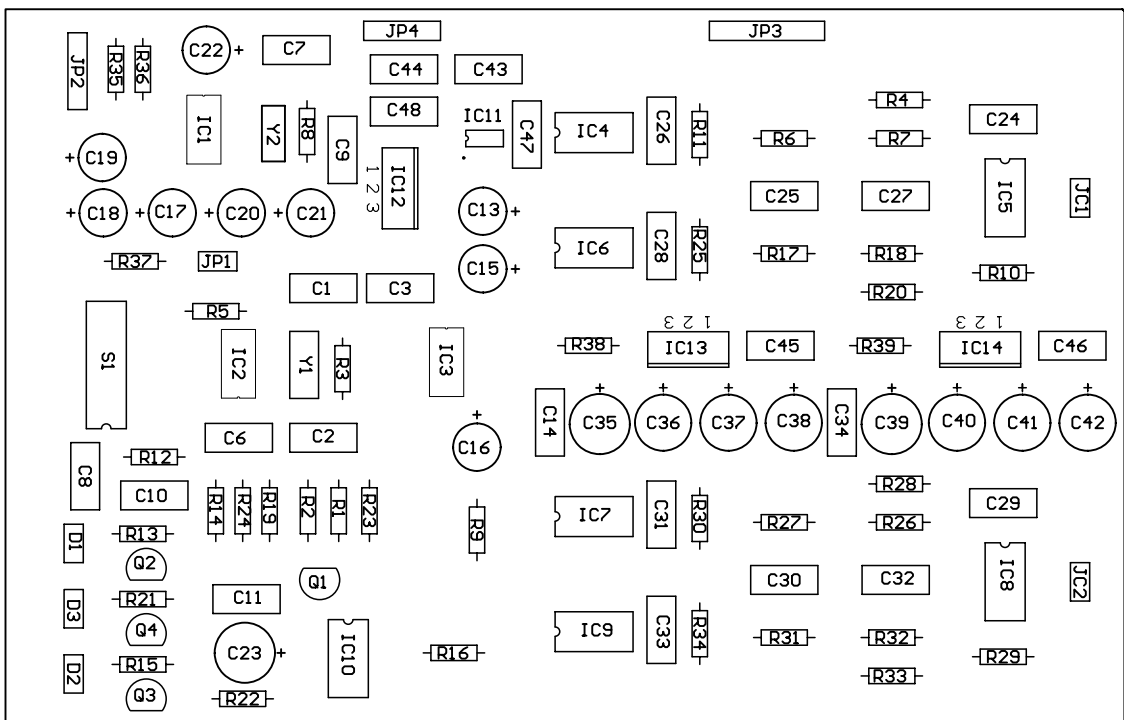 JP4
JP3
C22 +
C7
JP2
R35
R36
C44
C43
C48
IC11
R4
IC1
Y2
R8
C9
C47
IC4
C26
R11
R6
R7
C24
+ C19
1 2 3
IC12
+ C18
+ C17
+ C20
+ C21
C13 +
C25
C27
IC5
JC1
IC6
C28
R25
R37
JP1
C15 +
R17
R18
R10
C1
C3
R20
R5
1 2 3
1 2 3
S1
IC2
Y1
R3
IC3
R38
IC13
C45
R39
IC14
C46
+
+
+
+
+
+
+
+
C14
C35
C36
C37
C38
C34
C39
C40
C41
C42
+
C6
C2
C16
R12
C8
C10
R14
R24
R19
R2
R1
R23
R28
C29
R9
IC7
C31
R30
R27
R26
D1
R13
Q2
Q1
C30
C32
IC8
JC2
D3
R21
C11
Q4
IC9
C33
R34
R31
R32
C23 +
IC10
R16
R29
D2
R15
R33
Q3
R22